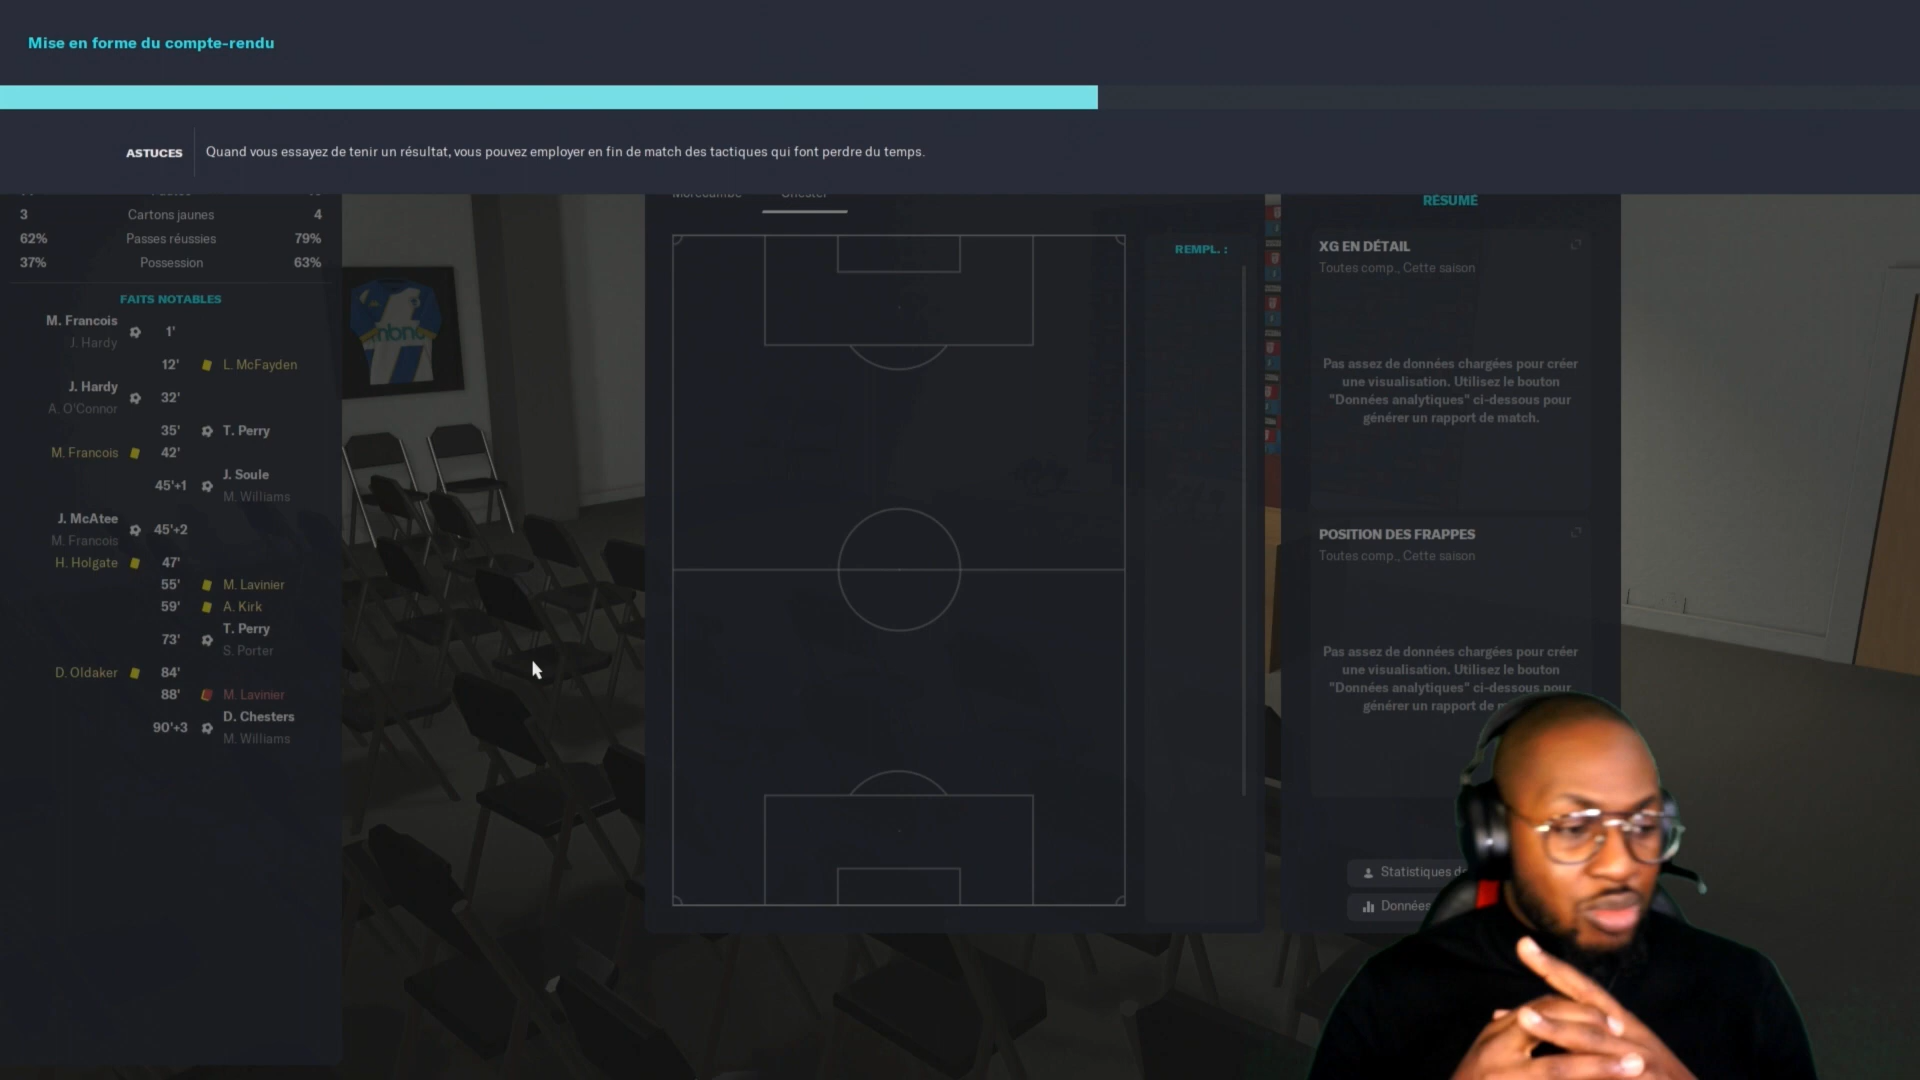 Mise en forme du compte-rendu
ASTUCES
Quand vous essayez de tenir un résultat, vous pouvez employer en fin de match des tactiques qui font perdre du temps.
3 Cartons jaunes 4
62% Passes réussies 79%
37% Possession 63%
FAITS NOTABLES
M. Francois 1'
J. Hardy
12' L. McFayden
J. Hardy 32'
A. O'Connor
35' T. Perry
M. Francois 42'
45'+1 J. Soule
M. Williams
J. McAtee 45'+2
M. Francois
H. Holgate 47'
55' M. Lavinier
59' A. Kirk
73' T. Perry
S. Porter
D. Oldaker 84'
88' M. Lavinier
90'+3 D. Chesters
M. Williams
Morecambe Chester
REMPL. :
RÉSUMÉ
XG EN DÉTAIL
Toutes comp., Cette saison
Pas assez de données chargées pour créer
une visualisation. Utilisez le bouton
"Données analytiques" ci-dessous pour
générer un rapport de match.
POSITION DES FRAPPES
Toutes comp., Cette saison
Pas assez de données chargées pour créer
une visualisation. Utilisez le bouton
"Données analytiques" ci-dessous pour
générer un rapport de
Statistiques
Données